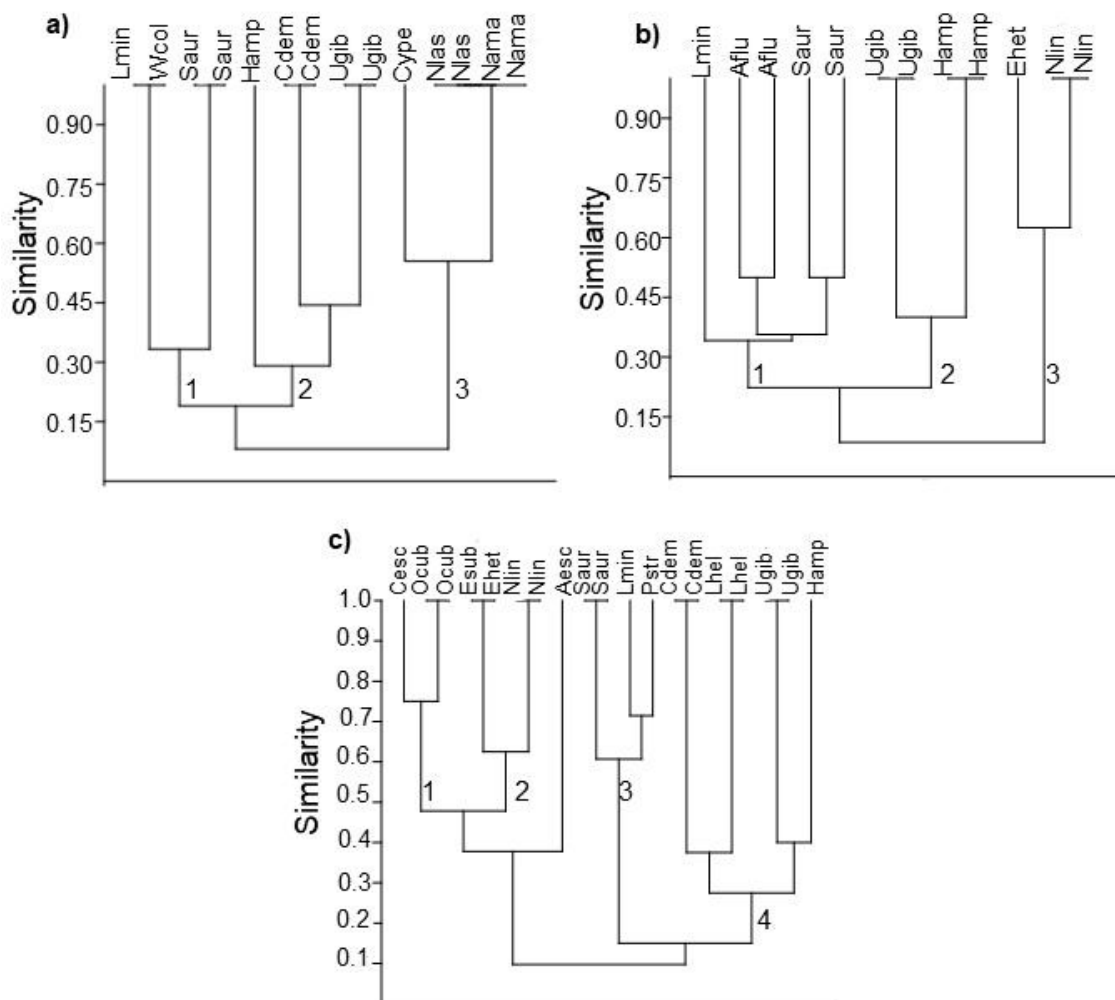 a)
Lmin
Wcol
Saur
Saur
Hamp
Cdem
Cdem
Ugib
Ugib
Cype
Nlas
Nlas
Nama
Nama
Similarity
0.90
0.75
0.60
0.45
0.30
0.15
1
2
3
b)
Lmin
Aflu
Aflu
Saur
Saur
Ugib
Ugib
Hamp
Hamp
Ehet
Nlin
Nlin
Similarity
0.90
0.75
0.60
0.45
0.30
0.15
1
2
3
c)
Cesc
Ocub
Ocub
Esub
Ehet
Nlin
Nlin
Aesc
Saur
Saur
Lmin
Pstr
Cdem
Cdem
Lhel
Lhel
Ugib
Ugib
Hamp
Similarity
1.0
0.9
0.8
0.7
0.6
0.5
0.4
0.3
0.2
0.1
1
2
3
4